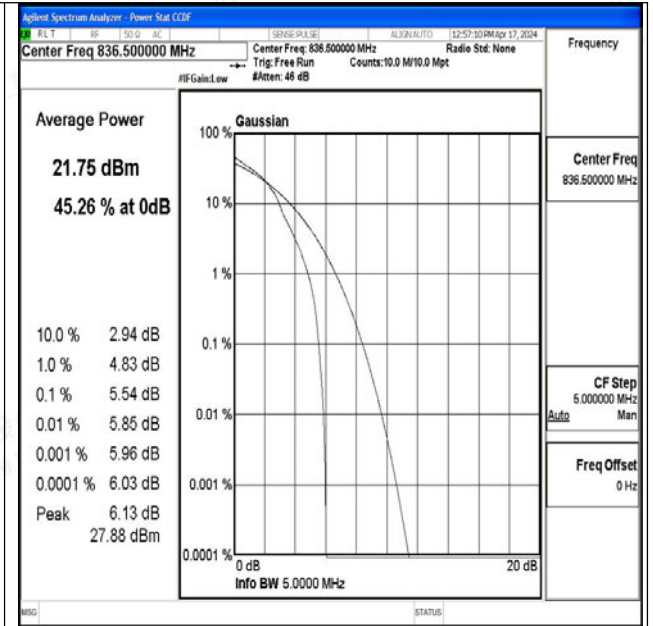 Agilent Spectrum Analyzer - Power Stat CCDF
RL T RF 50 Ω AC SENSE:PULSE ALIGN AUTO 12:57:10 PM Apr 17, 2024
Center Freq 836.500000 MHz
Center Freq: 836.500000 MHz Radio Std: None
Trig: Free Run Counts:10.0 M/10.0 Mpt
#IFGain:Low #Atten: 46 dB
Frequency
Average Power
21.75 dBm
45.26 % at 0dB
10.0 % 2.94 dB
1.0 % 4.83 dB
0.1 % 5.54 dB
0.01 % 5.85 dB
0.001 % 5.96 dB
0.0001 % 6.03 dB
Peak 6.13 dB
27.88 dBm
Gaussian
100 %
10 %
1 %
0.1 %
0.01 %
0.001 %
0.0001 %
0 dB 20 dB
Info BW 5.0000 MHz
Center Freq
836.500000 MHz
CF Step
5.000000 MHz
Auto Man
Freq Offset
0 Hz
MSG STATUS